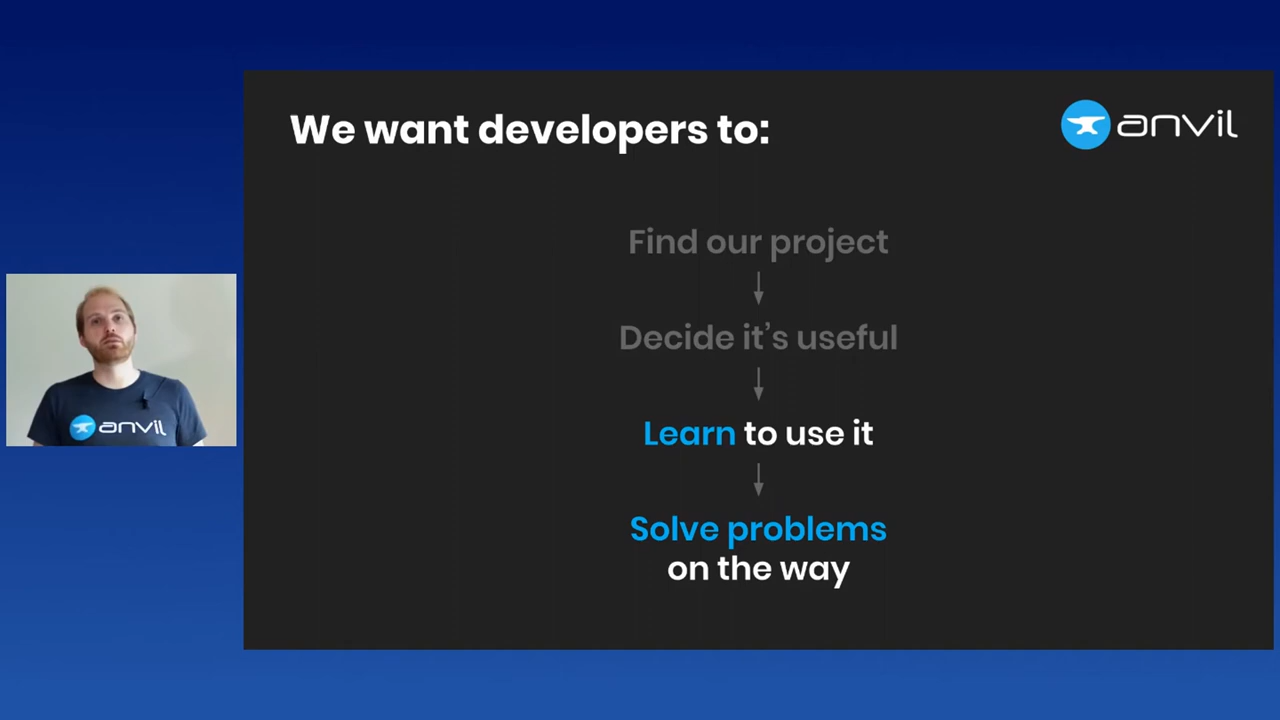 We want developers to:
anvil
Find our project
Decide it's useful
Learn to use it
Solve problems
on the way
anvil